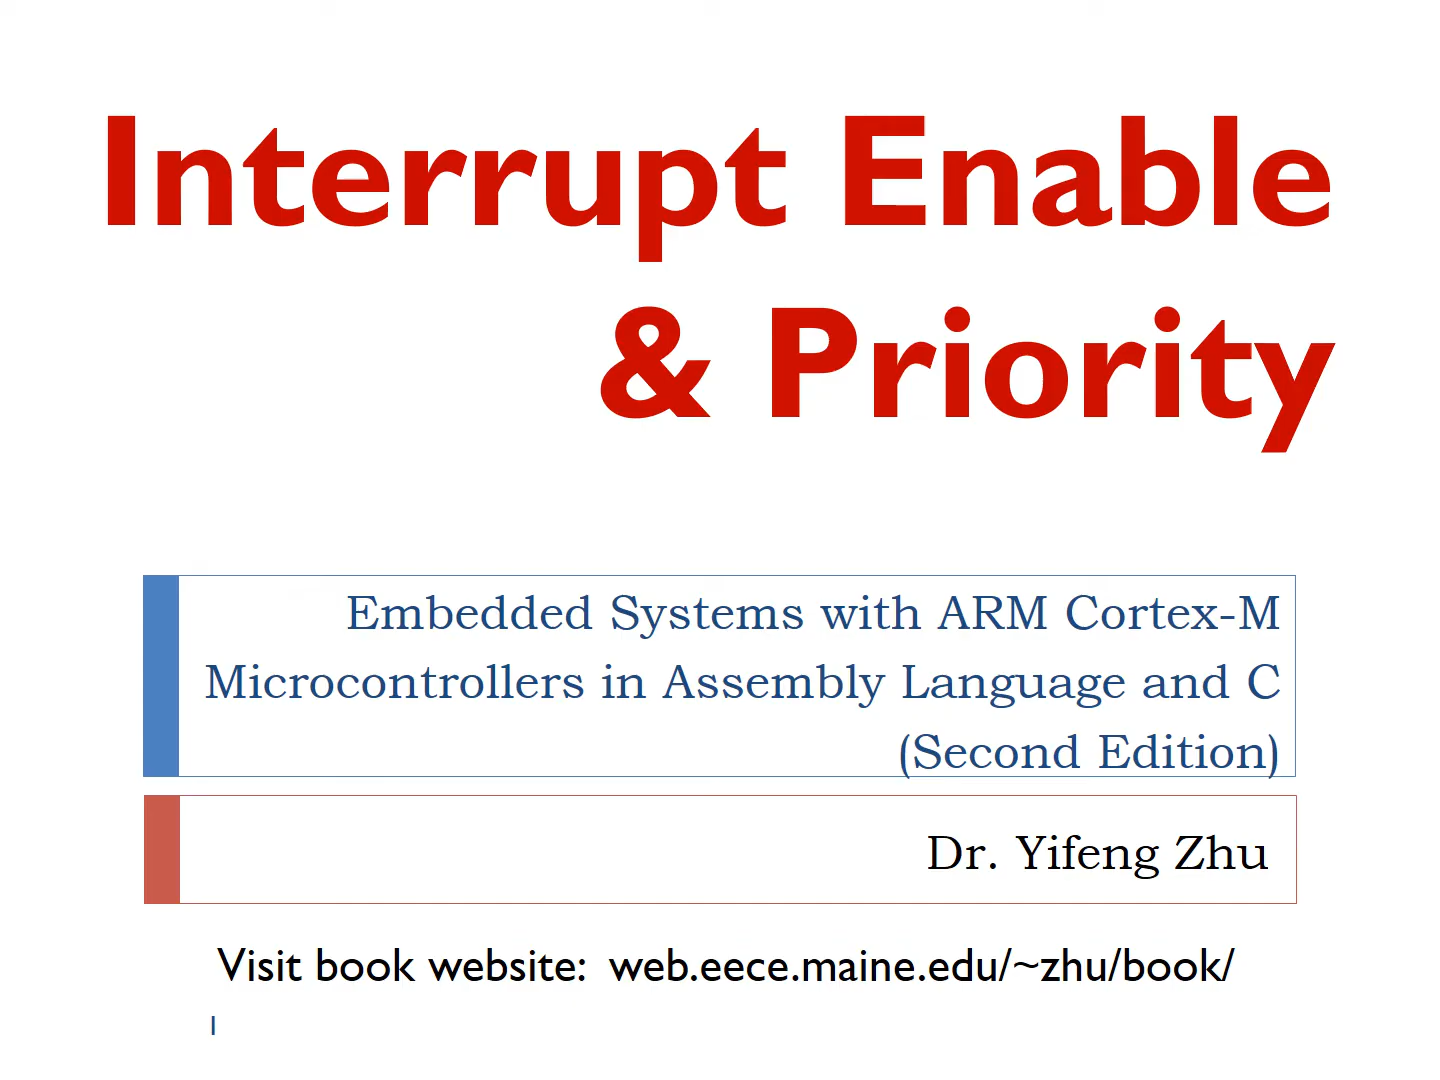 Interrupt Enable
& Priority
Embedded Systems with ARM Cortex-M
Microcontrollers in Assembly Language and C
(Second Edition)
Dr. Yifeng Zhu
Visit book website: web.eece.maine.edu/~zhu/book/
1